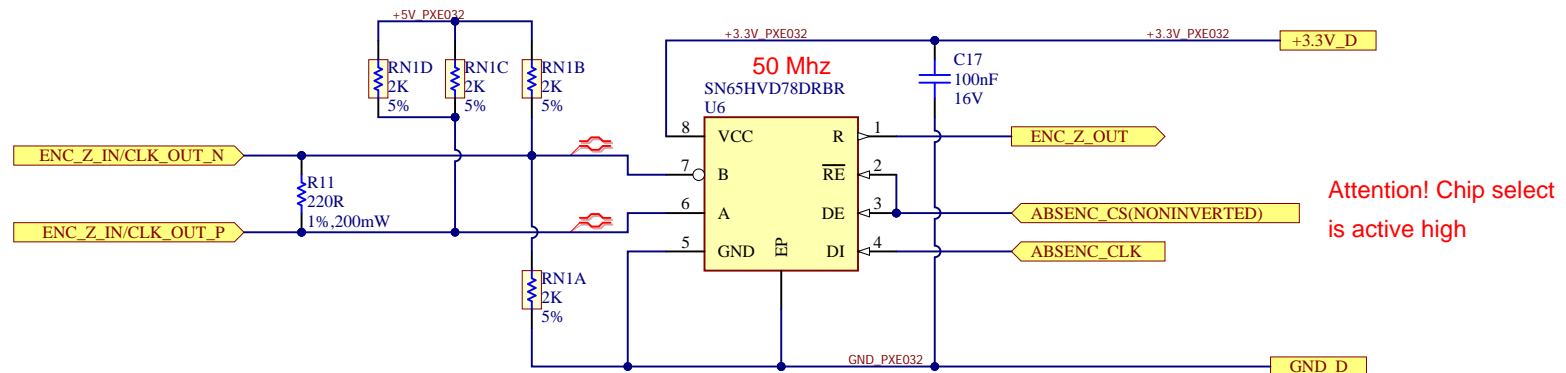 +5V_PXE032
+3.3V_PXE032
+3.3V_PXE032
+3.3V_D
RN1D
2K
5%
RN1C
2K
5%
RN1B
2K
5%
50 Mhz
SN65HVD78DRBR
U6
C17
100nF
16V
8
VCC
R
1
ENC_Z_OUT
ENC_Z_IN/CLK_OUT_N
7
B
RE
2
R11
220R
1%,200mW
6
A
DE
3
ABSENC_CS(NONINVERTED)
Attention! Chip select
is active high
ENC_Z_IN/CLK_OUT_P
5
GND
EP
DI
4
ABSENC_CLK
RN1A
2K
5%
GND_PXE032
GND_D